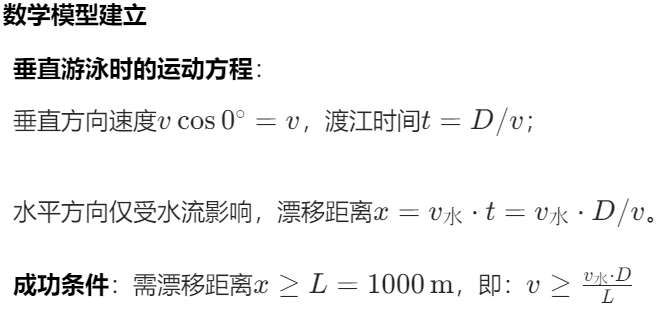 数学模型建立
垂直游泳时的运动方程：
垂直方向速度v cos 0° = v，渡江时间t = D/v；
水平方向仅受水流影响，漂移距离x = v水 · t = v水 · D/v。
成功条件：需漂移距离x ≥ L = 1000 m，即：v ≥ v水·D/L